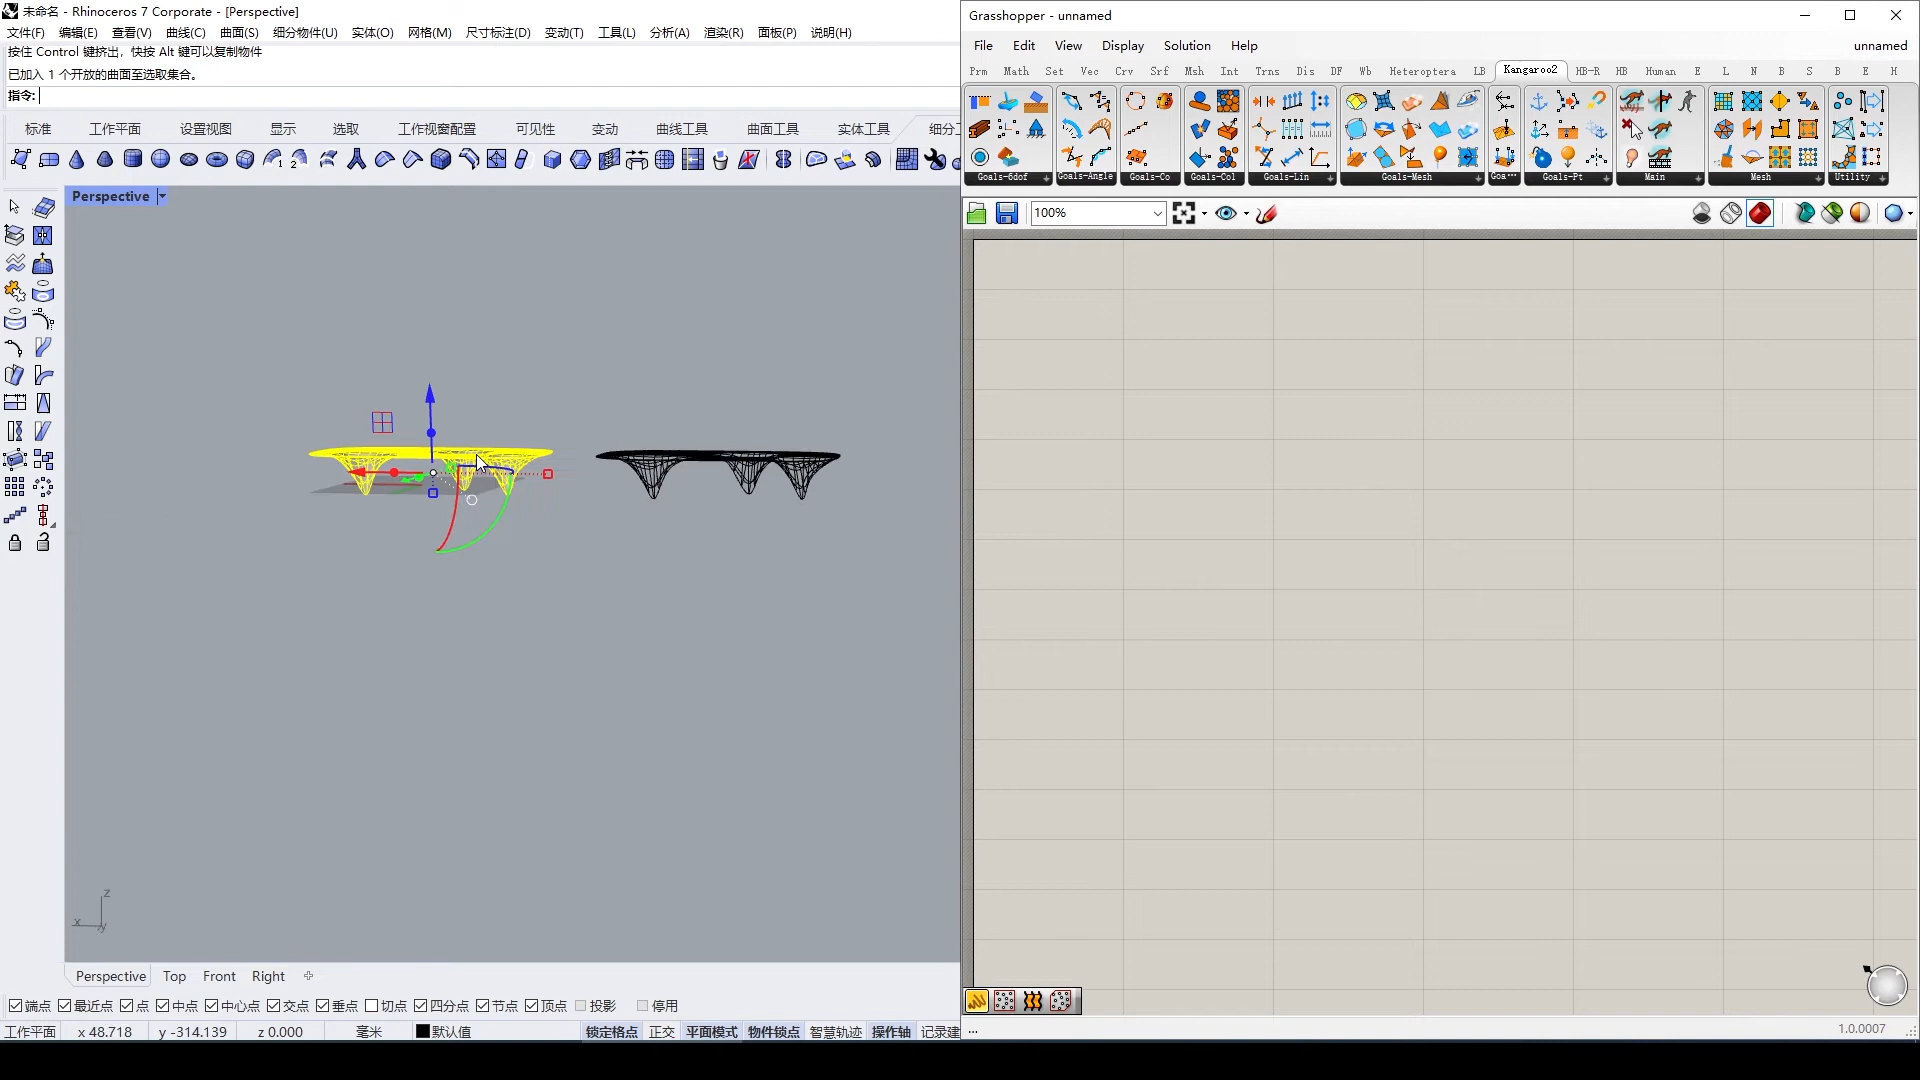 未命名 - Rhinoceros 7 Corporate - [Perspective]
文件(F) 编辑(E) 查看(V) 曲线(C) 曲面(S) 细分物件(U) 实体(O) 网格(M) 尺寸标注(D) 变动(T) 工具(L) 分析(A) 渲染(R) 面板(P) 说明(H)
按住 Control 键挤出，快按 Alt 键可以复制物件
已加入 1 个开放的曲面至选取集合。
指令:
标准 工作平面 设置视图 显示 选取 工作视窗配置 可见性 变动 曲线工具 曲面工具 实体工具 细分工
Perspective
z
x
y
Perspective Top Front Right
端点 最近点 点 中点 中心点 交点 垂点 切点 四分点 节点 顶点 投影 停用
工作平面 x 48.718 y -314.139 z 0.000 毫米 默认值 锁定格点 正交 平面模式 物件锁点 智慧轨迹 操作轴 记录建
Grasshopper - unnamed
File Edit View Display Solution Help unnamed
Prm Math Set Vec Crv Srf Msh Int Trns Dis DF Wb Heteroptera LB Kangaroo2 HB-R HB Human E L N B S B E H
Goals-6dof Goals-Angle Goals-Co Goals-Col Goals-Lin Goals-Mesh Goa··· Goals-Pt Main Mesh Utility
100%
...
1.0.0007